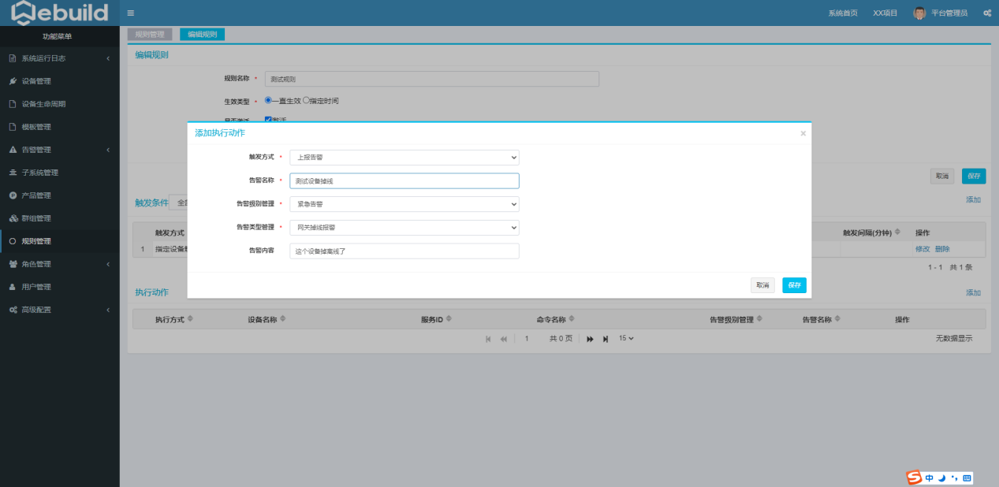 Webuild
系统首页 XX项目 平台管理员
功能菜单
系统运行日志
设备管理
设备生命周期
模板管理
告警管理
子系统管理
产品管理
群组管理
规则管理
角色管理
用户管理
高级配置
规则管理 编辑规则
编辑规则
规则名称 * 测试规则
生效类型 * 一直生效 指定时间
添加执行动作 ×
触发方式 * 上报告警
告警名称 * 测试设备掉线
告警级别管理 * 紧急告警
告警类型管理 * 网关掉线报警
告警内容 这个设备掉离线了
取消 保存
取消 保存
触发条件 添加
触发方式 触发间隔(分钟) 操作
1 指定设备 修改 删除
1 - 1 共 1 条
执行动作 添加
执行方式 设备名称 服务ID 命令名称 告警级别管理 告警名称 操作
1 共 0 页 15 无数据显示
S 中